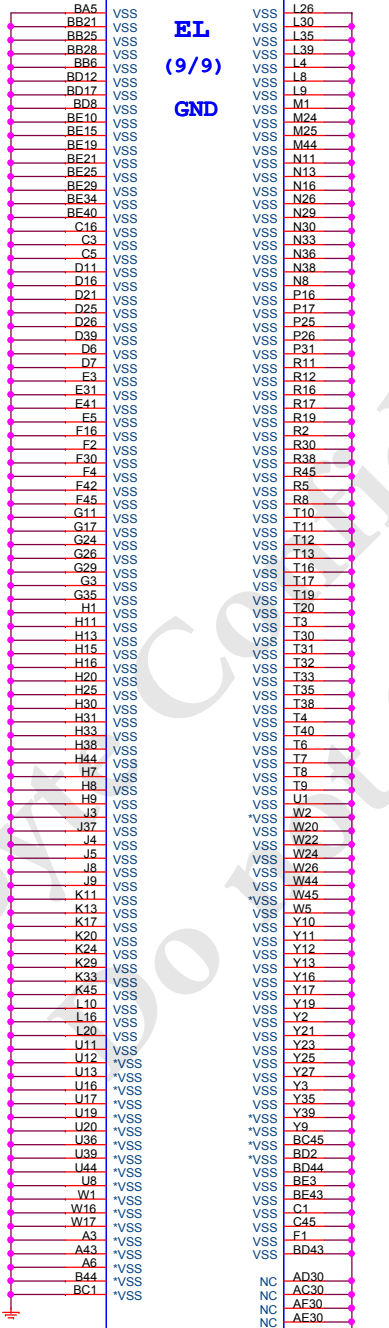 EL
(9/9)
GND
BA5 VSS
BB21 VSS
BB25 VSS
BB28 VSS
BB6 VSS
BD12 VSS
BD17 VSS
BD8 VSS
BE10 VSS
BE15 VSS
BE19 VSS
BE21 VSS
BE25 VSS
BE29 VSS
BE34 VSS
BE40 VSS
C16 VSS
C3 VSS
C5 VSS
D11 VSS
D16 VSS
D21 VSS
D25 VSS
D26 VSS
D39 VSS
D6 VSS
D7 VSS
E3 VSS
E31 VSS
E41 VSS
E5 VSS
F16 VSS
F2 VSS
F30 VSS
F4 VSS
F42 VSS
F45 VSS
G11 VSS
G17 VSS
G24 VSS
G26 VSS
G29 VSS
G3 VSS
G35 VSS
H1 VSS
H11 VSS
H13 VSS
H15 VSS
H16 VSS
H20 VSS
H25 VSS
H30 VSS
H31 VSS
H33 VSS
H38 VSS
H44 VSS
H7 VSS
H8 VSS
H9 VSS
J3 VSS
J37 VSS
J4 VSS
J5 VSS
J8 VSS
J9 VSS
K11 VSS
K13 VSS
K17 VSS
K20 VSS
K24 VSS
K29 VSS
K33 VSS
K45 VSS
L10 VSS
L16 VSS
L20 VSS
U11 VSS
U12 *VSS
U13 *VSS
U16 *VSS
U17 *VSS
U19 *VSS
U20 *VSS
U36 *VSS
U39 *VSS
U44 *VSS
U8 *VSS
W1 *VSS
W16 *VSS
W17 *VSS
A3 *VSS
A43 *VSS
A6 *VSS
B44 *VSS
BC1 *VSS
VSS L26
VSS L30
VSS L35
VSS L39
VSS L4
VSS L8
VSS L9
VSS M1
VSS M24
VSS M25
VSS M44
VSS N11
VSS N13
VSS N16
VSS N26
VSS N29
VSS N30
VSS N33
VSS N36
VSS N38
VSS N8
VSS P16
VSS P17
VSS P25
VSS P26
VSS P31
VSS R11
VSS R12
VSS R16
VSS R17
VSS R19
VSS R2
VSS R30
VSS R38
VSS R45
VSS R5
VSS R8
VSS T10
VSS T11
VSS T12
VSS T13
VSS T16
VSS T17
VSS T19
VSS T20
VSS T3
VSS T30
VSS T31
VSS T32
VSS T33
VSS T35
VSS T38
VSS T4
VSS T40
VSS T6
VSS T7
VSS T8
VSS T9
VSS U1
*VSS W2
VSS W20
VSS W22
VSS W24
VSS W26
VSS W44
*VSS W45
VSS W5
VSS Y10
VSS Y11
VSS Y12
VSS Y13
VSS Y16
VSS Y17
VSS Y19
VSS Y2
VSS Y21
VSS Y23
VSS Y25
VSS Y27
VSS Y3
VSS Y35
*VSS Y39
*VSS Y9
*VSS BC45
*VSS BD2
VSS BD44
VSS BE3
VSS BE43
VSS C1
VSS C45
VSS F1
VSS BD43
NC AD30
NC AC30
NC AF30
NC AE30
Do not